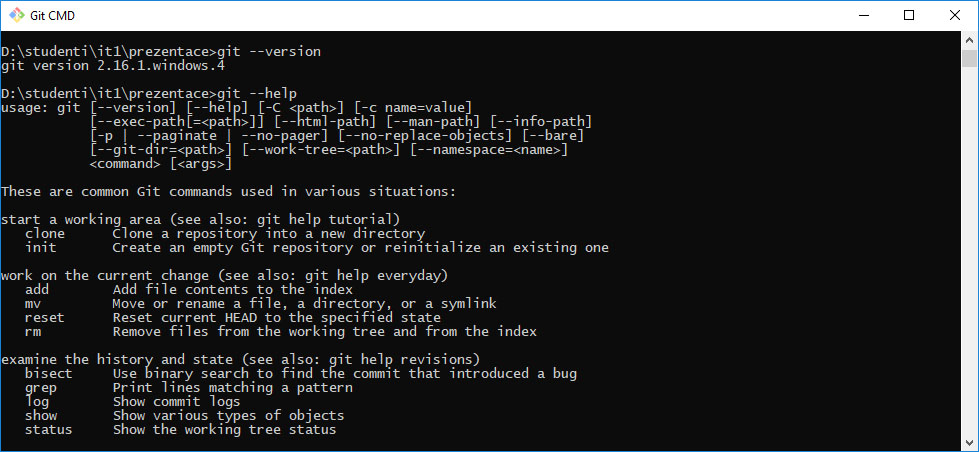 Git CMD
D:\studenti\it1\prezentace>git --version
git version 2.16.1.windows.4
D:\studenti\it1\prezentace>git --help
usage: git [--version] [--help] [-C <path>] [-c name=value]
           [--exec-path[=<path>]] [--html-path] [--man-path] [--info-path]
           [-p | --paginate | --no-pager] [--no-replace-objects] [--bare]
           [--git-dir=<path>] [--work-tree=<path>] [--namespace=<name>]
           <command> [<args>]
These are common Git commands used in various situations:
start a working area (see also: git help tutorial)
   clone      Clone a repository into a new directory
   init       Create an empty Git repository or reinitialize an existing one
work on the current change (see also: git help everyday)
   add        Add file contents to the index
   mv         Move or rename a file, a directory, or a symlink
   reset      Reset current HEAD to the specified state
   rm         Remove files from the working tree and from the index
examine the history and state (see also: git help revisions)
   bisect     Use binary search to find the commit that introduced a bug
   grep       Print lines matching a pattern
   log        Show commit logs
   show       Show various types of objects
   status     Show the working tree status